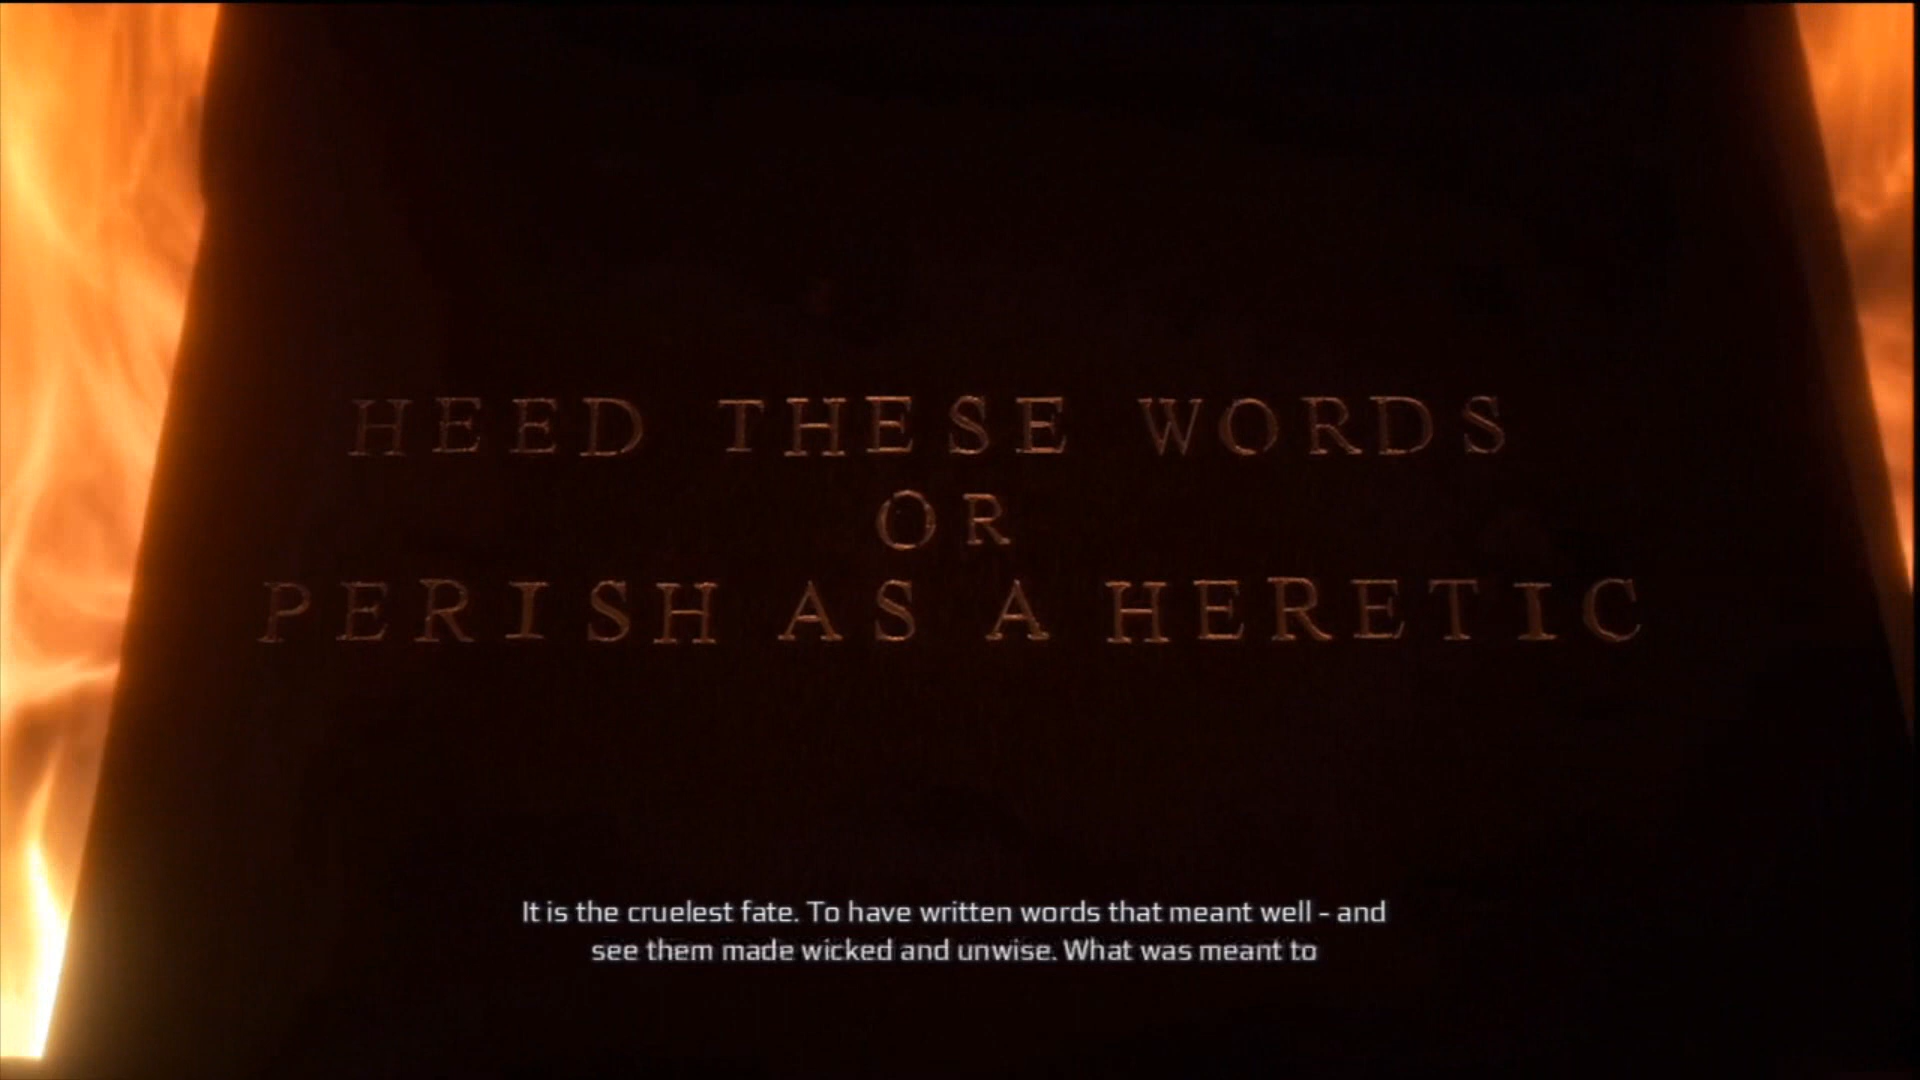 HEED THESE WORDS
OR
PERISH AS A HERETIC
It is the cruelest fate. To have written words that meant well - and
see them made wicked and unwise. What was meant to